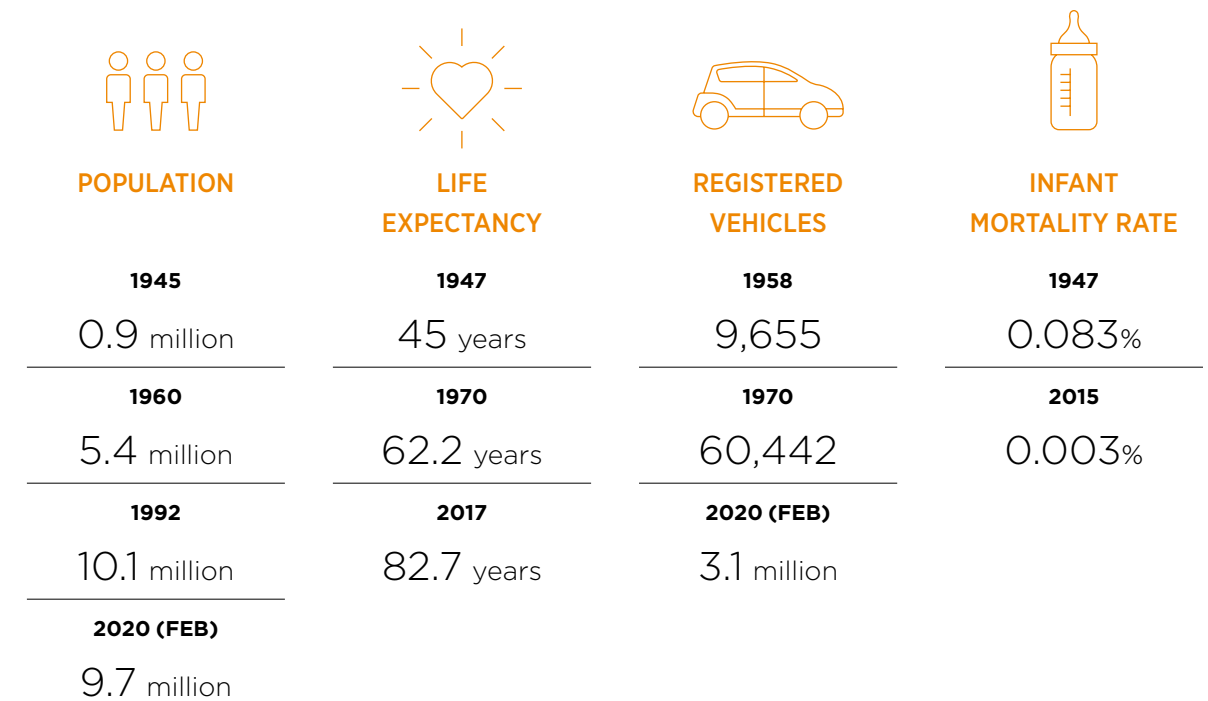 POPULATION
1945
0.9 million
1960
5.4 million
1992
10.1 million
2020 (FEB)
9.7 million
LIFE
EXPECTANCY
1947
45 years
1970
62.2 years
2017
82.7 years
REGISTERED
VEHICLES
1958
9,655
1970
60,442
2020 (FEB)
3.1 million
INFANT
MORTALITY RATE
1947
0.083%
2015
0.003%